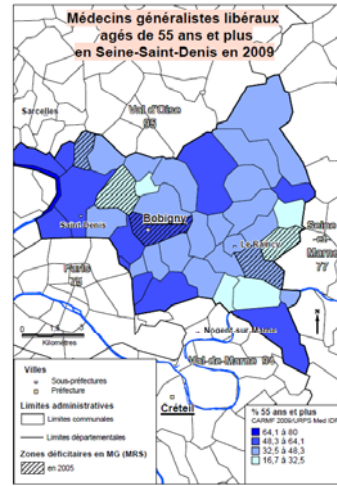 Médecins généralistes libéraux
agés de 55 ans et plus
en Seine-Saint-Denis en 2009
Sarcelles
Val d'Oise
95
Saint-Denis
Bobigny
Le Raincy
Seine
et
Marne
77
Paris
75
Kilomètres
Nogent-sur-Marne
Val-de-Marne 94
Créteil
N
Villes
Sous-préfectures
Préfecture
Limites administratives
Limites communales
Limites départementales
Zones déficitaires en MG (MRS)
en 2005
% 55 ans et plus
CARMF 2009/URPS Med IDF
64,1 à 80
48,3 à 64,1
32,5 à 48,3
16,7 à 32,5